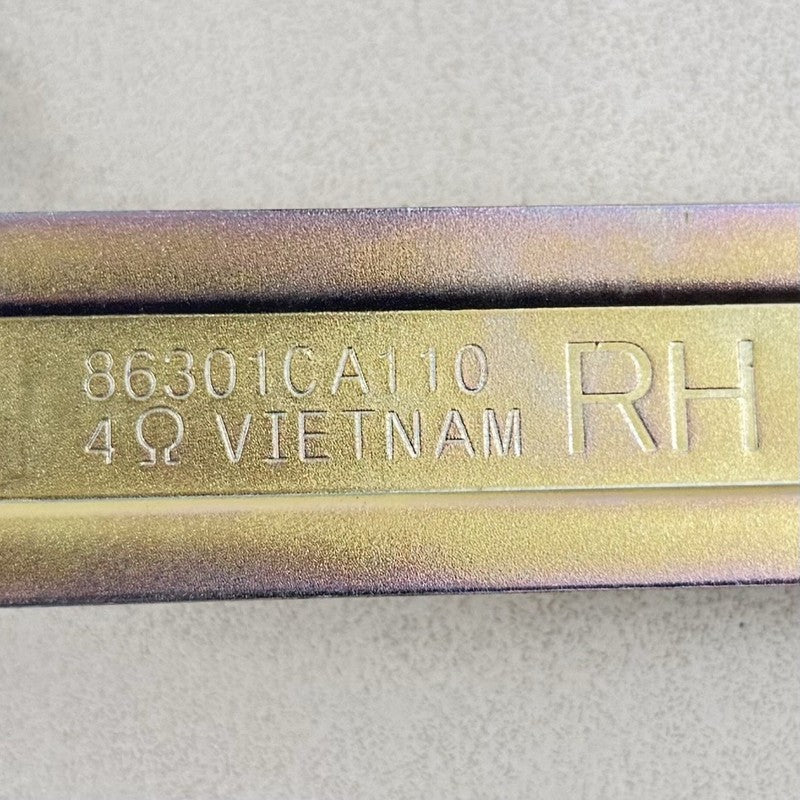 86301CA110
4Ω VIETNAM
RH